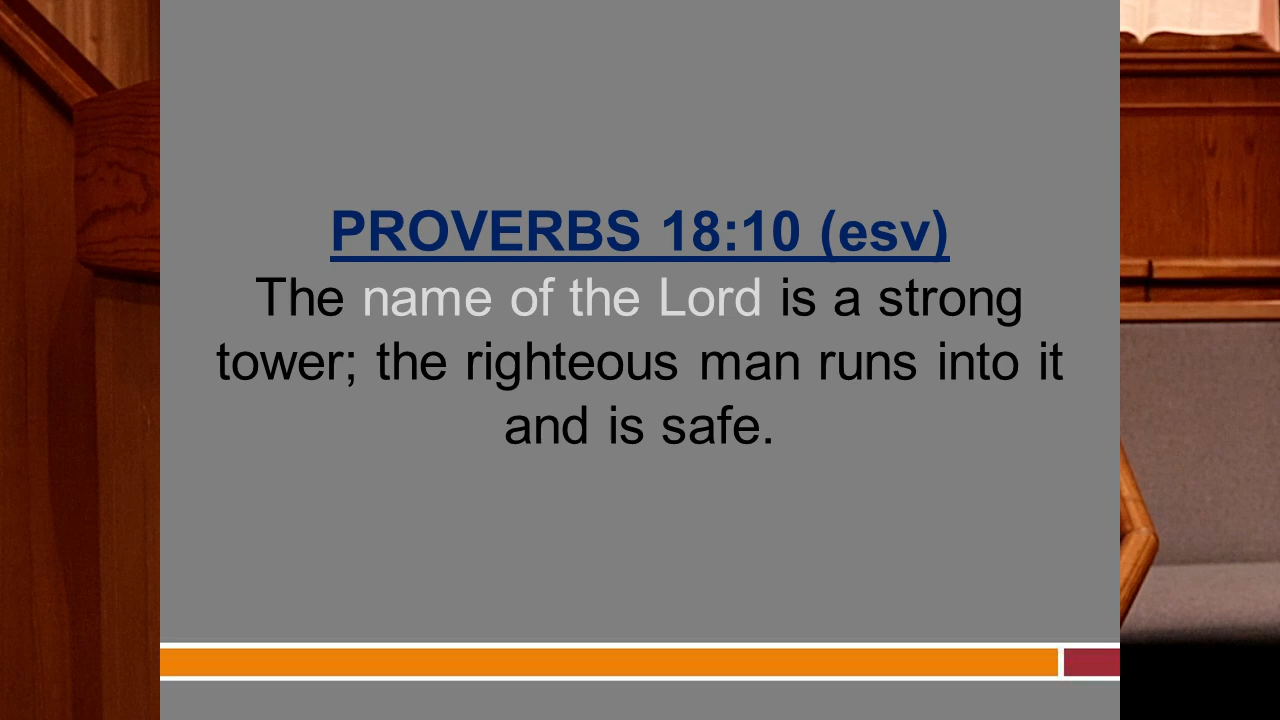 PROVERBS 18:10 (esv)
The name of the Lord is a strong
tower; the righteous man runs into it
and is safe.